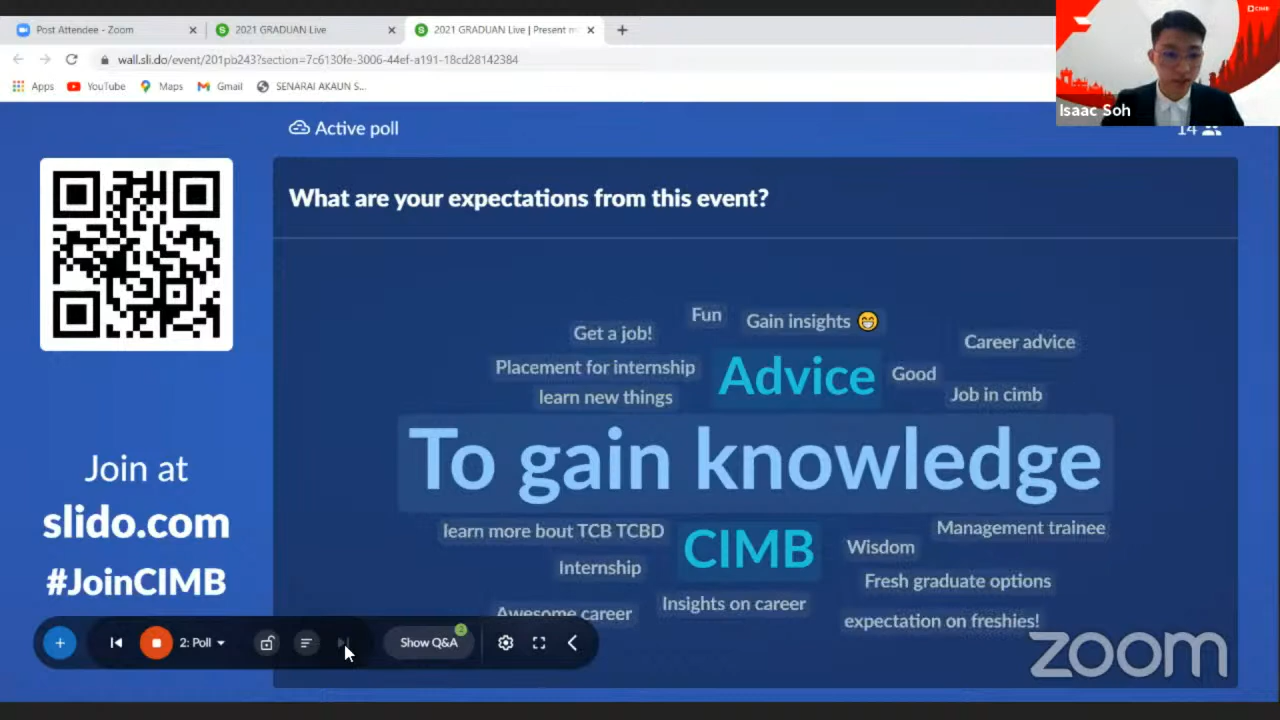 Post Attendee - Zoom
2021 GRADUAN Live
2021 GRADUAN Live | Present m
wall.sli.do/event/201pb243?section=7c6130fe-3006-44ef-a191-18cd28142384
Apps
YouTube
Maps
Gmail
SENARAI AKAUN S...
CIMB
Isaac Soh
Active poll
14
What are your expectations from this event?
Fun
Gain insights 😁
Get a job!
Career advice
Placement for internship
Advice
Good
learn new things
Job in cimb
To gain knowledge
learn more bout TCB TCBD
CIMB
Management trainee
Wisdom
Internship
Fresh graduate options
Insights on career
Awesome career
expectation on freshies!
Join at
slido.com
#JoinCIMB
2: Poll
Show Q&A
zoom